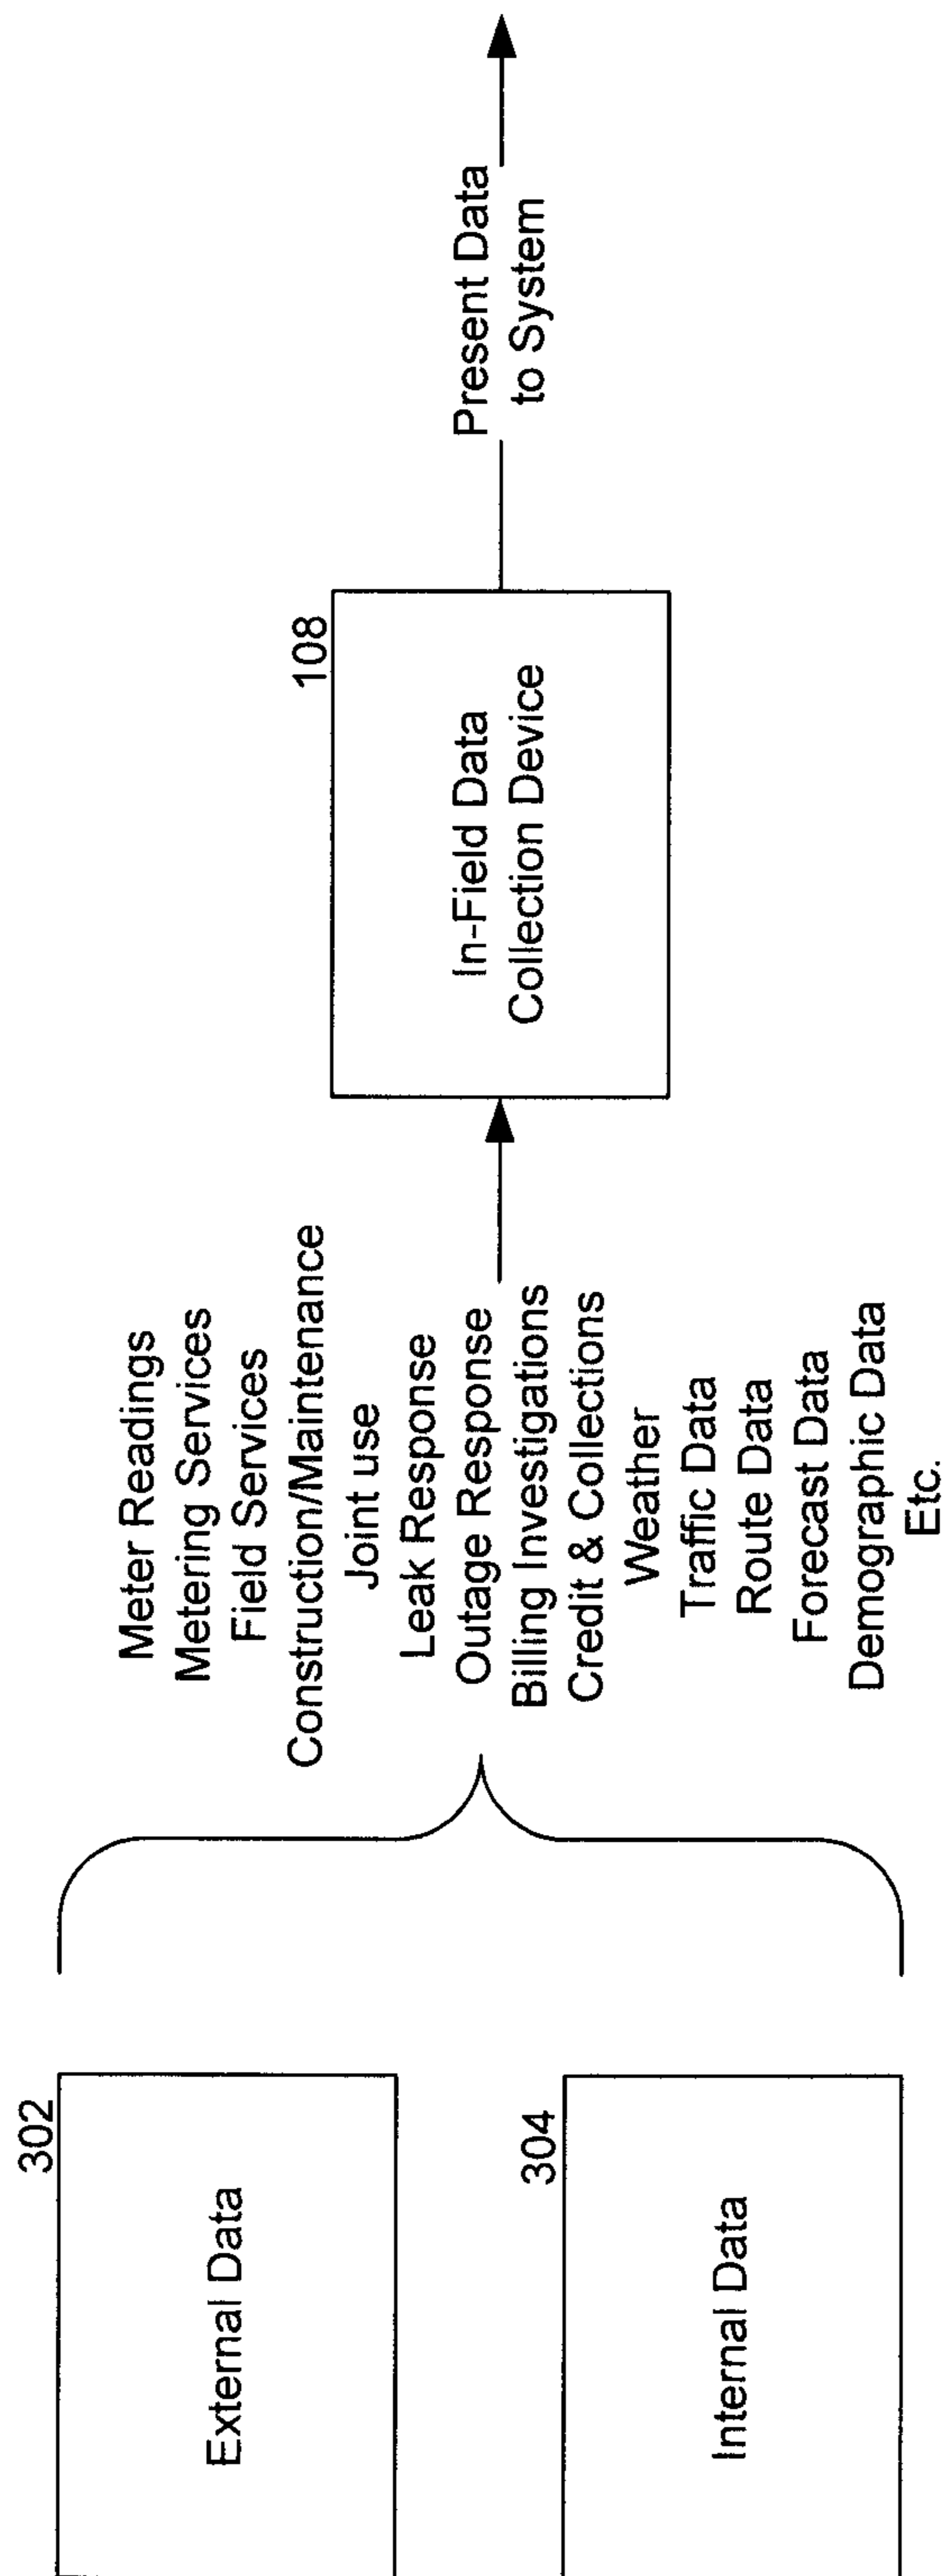 302
External Data
304
Internal Data
Meter Readings
Metering Services
Field Services
Construction/Maintenance
Joint use
Leak Response
Outage Response
Billing Investigations
Credit & Collections
Weather
Traffic Data
Route Data
Forecast Data
Demographic Data
Etc.
108
In-Field Data
Collection Device
Present Data
to System